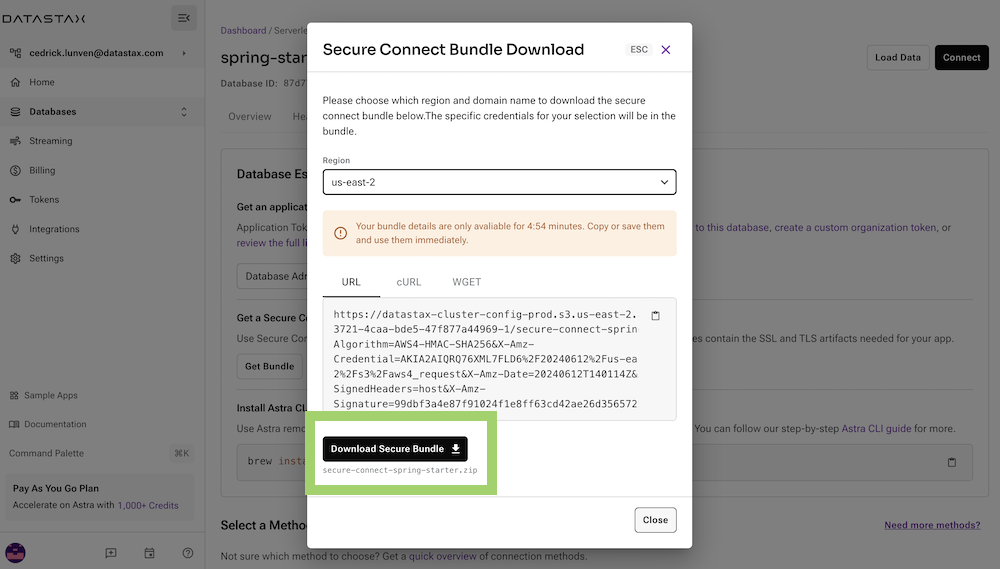 DATASTAX
cedrick.lunven@datastax.com
Home
Databases
Streaming
Billing
Tokens
Integrations
Settings
Sample Apps
Documentation
Command Palette
⌘K
Pay As You Go Plan
Accelerate on Astra with 1,000+ Credits
Dashboard / Serverle
spring-star
Database ID: 87d7
Load Data
Connect
Overview
Hea
Database Es
Get an applicat
Application Tok
to this database, create a custom organization token, or
review the full li
Database Adr
Get a Secure Co
Use Secure Con
es contain the SSL and TLS artifacts needed for your app.
Get Bundle
Install Astra CL
Use Astra remo
You can follow our step-by-step Astra CLI guide for more.
brew insta
Select a Metho
Need more methods?
Not sure which method to choose? Get a quick overview of connection methods.
Secure Connect Bundle Download
ESC
Please choose which region and domain name to download the secure
connect bundle below.The specific credentials for your selection will be in the
bundle.
Region
us-east-2
Your bundle details are only avaliable for 4:54 minutes. Copy or save them
and use them immediately.
URL
cURL
WGET
https://datastax-cluster-config-prod.s3.us-east-2.
3721-4caa-bde5-47f877a44969-1/secure-connect-sprin
Algorithm=AWS4-HMAC-SHA256&X-Amz-
Credential=AKIA2AIQRQ76XML7FLD6%2F20240612%2Fus-ea
2%2Fs3%2Faws4_request&X-Amz-Date=20240612T140114Z&
SignedHeaders=host&X-Amz-
Signature=99dbf3a4e87f91024f1e8ff63cd42ae26d356572
Download Secure Bundle
secure-connect-spring-starter.zip
Close